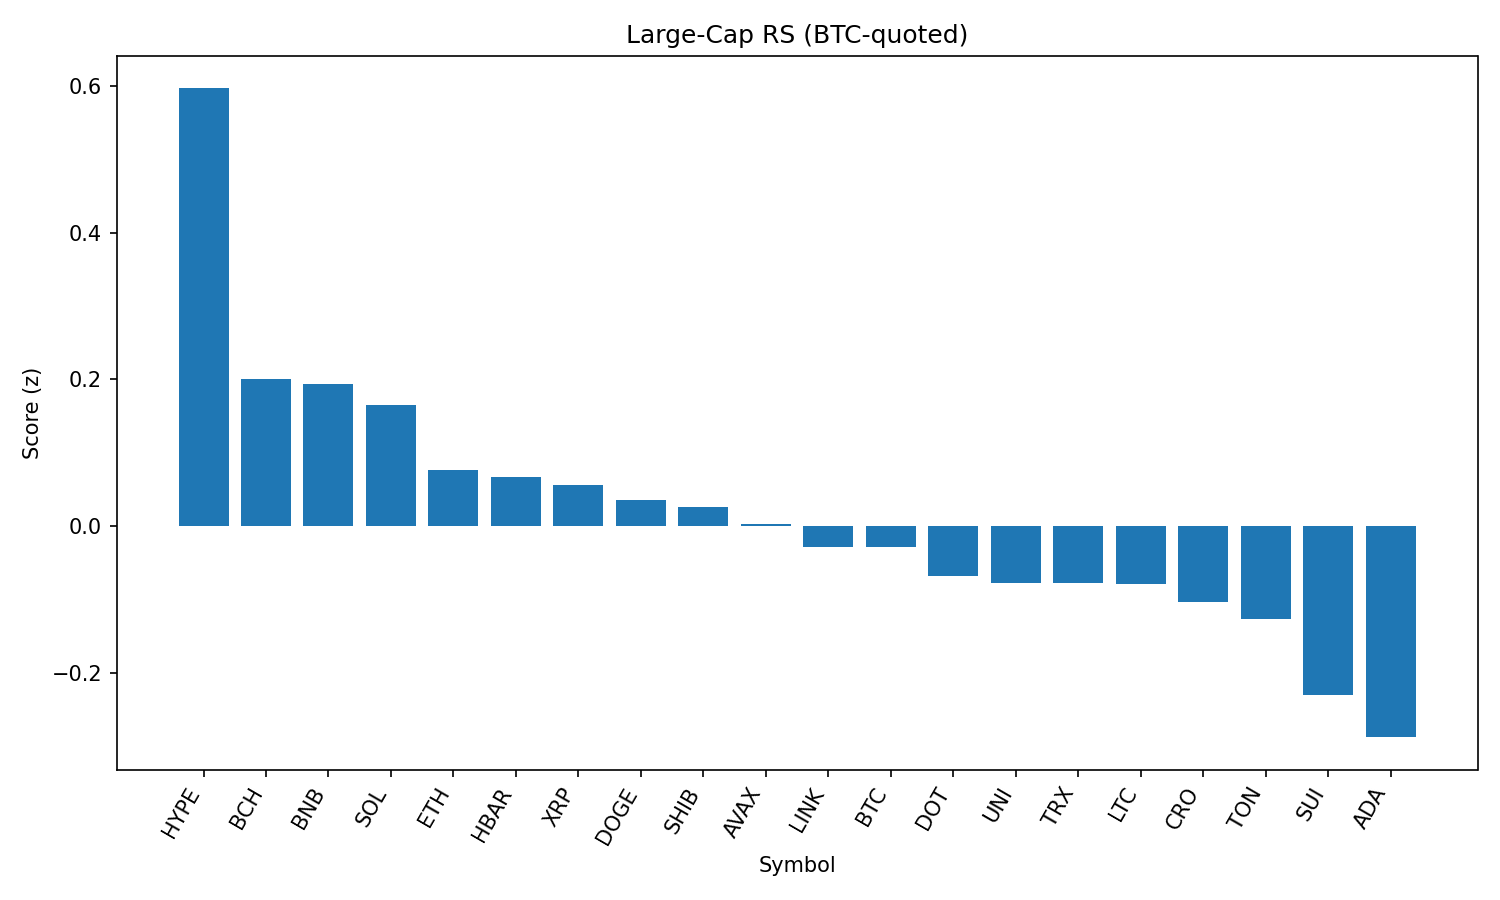 Large-Cap RS (BTC-quoted)
Score (z)
0.6
0.4
0.2
0.0
−0.2
HYPE
BCH
BNB
SOL
ETH
HBAR
XRP
DOGE
SHIB
AVAX
LINK
BTC
DOT
UNI
TRX
LTC
CRO
TON
SUI
ADA
Symbol